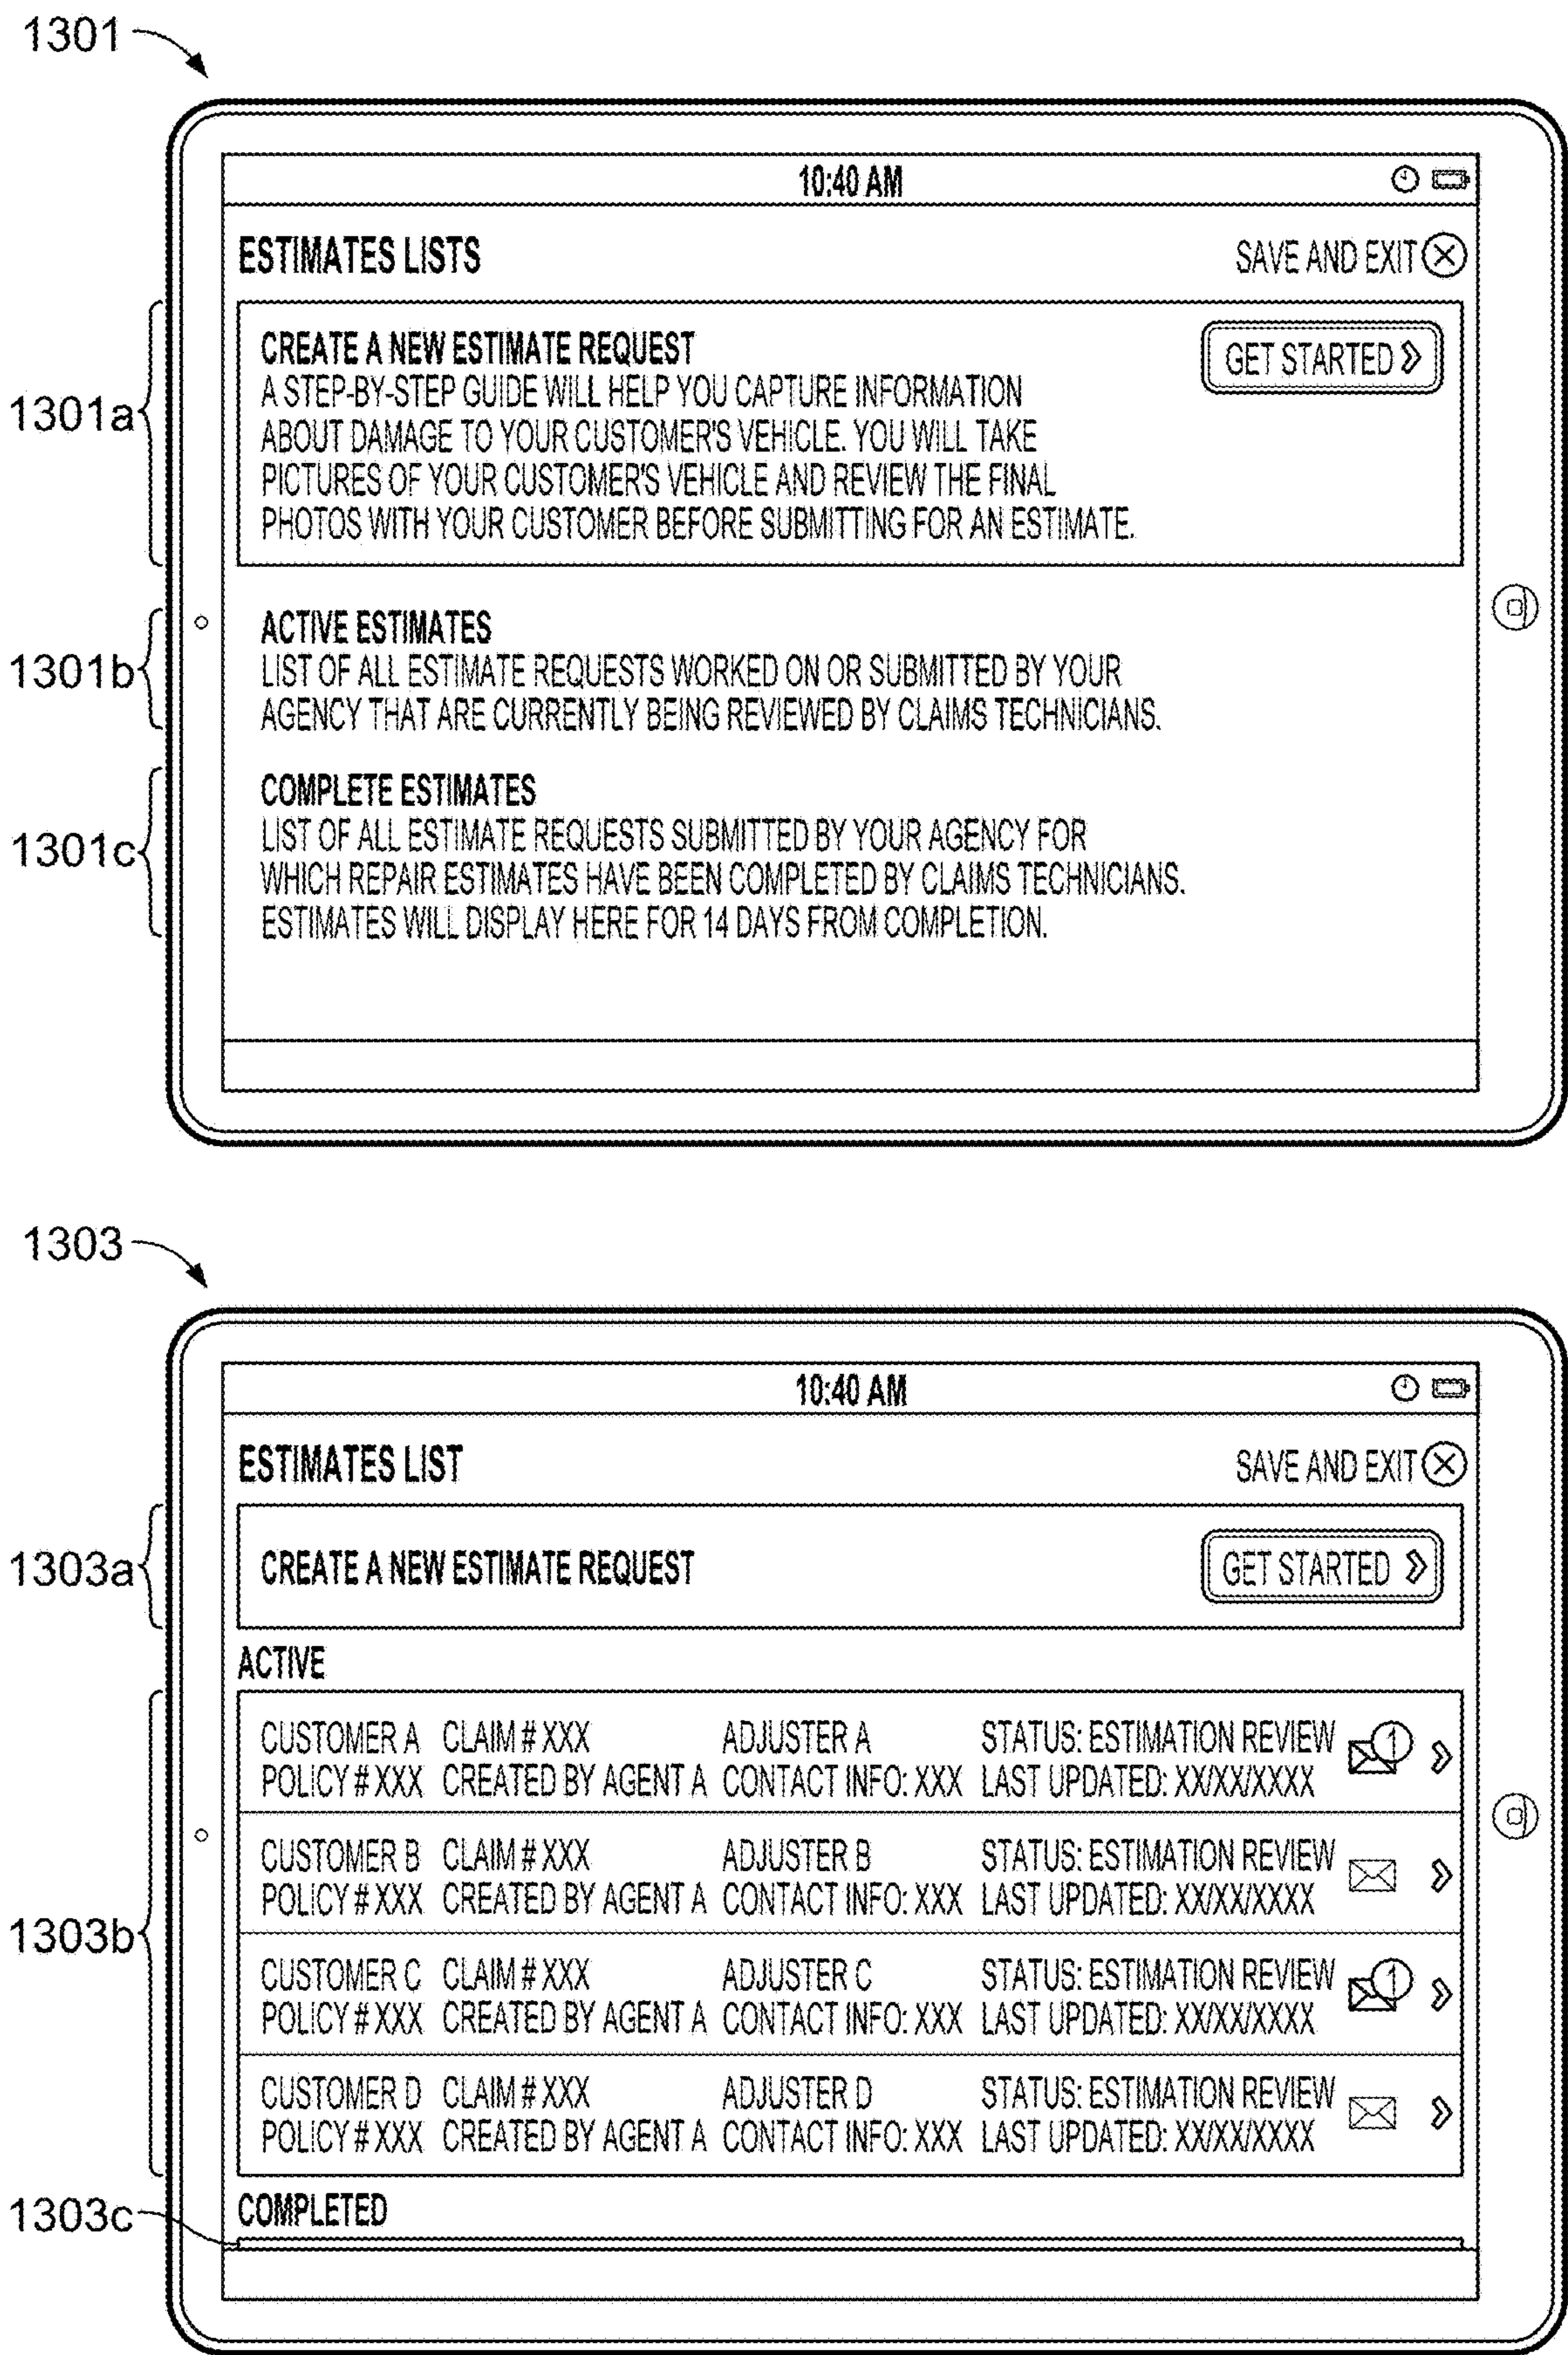 1301
10:40 AM
ESTIMATES LISTS
SAVE AND EXIT
1301a
CREATE A NEW ESTIMATE REQUEST
GET STARTED
A STEP-BY-STEP GUIDE WILL HELP YOU CAPTURE INFORMATION
ABOUT DAMAGE TO YOUR CUSTOMER'S VEHICLE. YOU WILL TAKE
PICTURES OF YOUR CUSTOMER'S VEHICLE AND REVIEW THE FINAL
PHOTOS WITH YOUR CUSTOMER BEFORE SUBMITTING FOR AN ESTIMATE.
1301b
ACTIVE ESTIMATES
LIST OF ALL ESTIMATE REQUESTS WORKED ON OR SUBMITTED BY YOUR
AGENCY THAT ARE CURRENTLY BEING REVIEWED BY CLAIMS TECHNICIANS.
1301c
COMPLETE ESTIMATES
LIST OF ALL ESTIMATE REQUESTS SUBMITTED BY YOUR AGENCY FOR
WHICH REPAIR ESTIMATES HAVE BEEN COMPLETED BY CLAIMS TECHNICIANS.
ESTIMATES WILL DISPLAY HERE FOR 14 DAYS FROM COMPLETION.
1303
10:40 AM
ESTIMATES LIST
SAVE AND EXIT
1303a
CREATE A NEW ESTIMATE REQUEST
GET STARTED
ACTIVE
1303b
CUSTOMER A CLAIM # XXX ADJUSTER A STATUS: ESTIMATION REVIEW 1
POLICY # XXX CREATED BY AGENT A CONTACT INFO: XXX LAST UPDATED: XX/XX/XXXX
CUSTOMER B CLAIM # XXX ADJUSTER B STATUS: ESTIMATION REVIEW
POLICY # XXX CREATED BY AGENT A CONTACT INFO: XXX LAST UPDATED: XX/XX/XXXX
CUSTOMER C CLAIM # XXX ADJUSTER C STATUS: ESTIMATION REVIEW 1
POLICY # XXX CREATED BY AGENT A CONTACT INFO: XXX LAST UPDATED: XX/XX/XXXX
CUSTOMER D CLAIM # XXX ADJUSTER D STATUS: ESTIMATION REVIEW
POLICY # XXX CREATED BY AGENT A CONTACT INFO: XXX LAST UPDATED: XX/XX/XXXX
1303c
COMPLETED